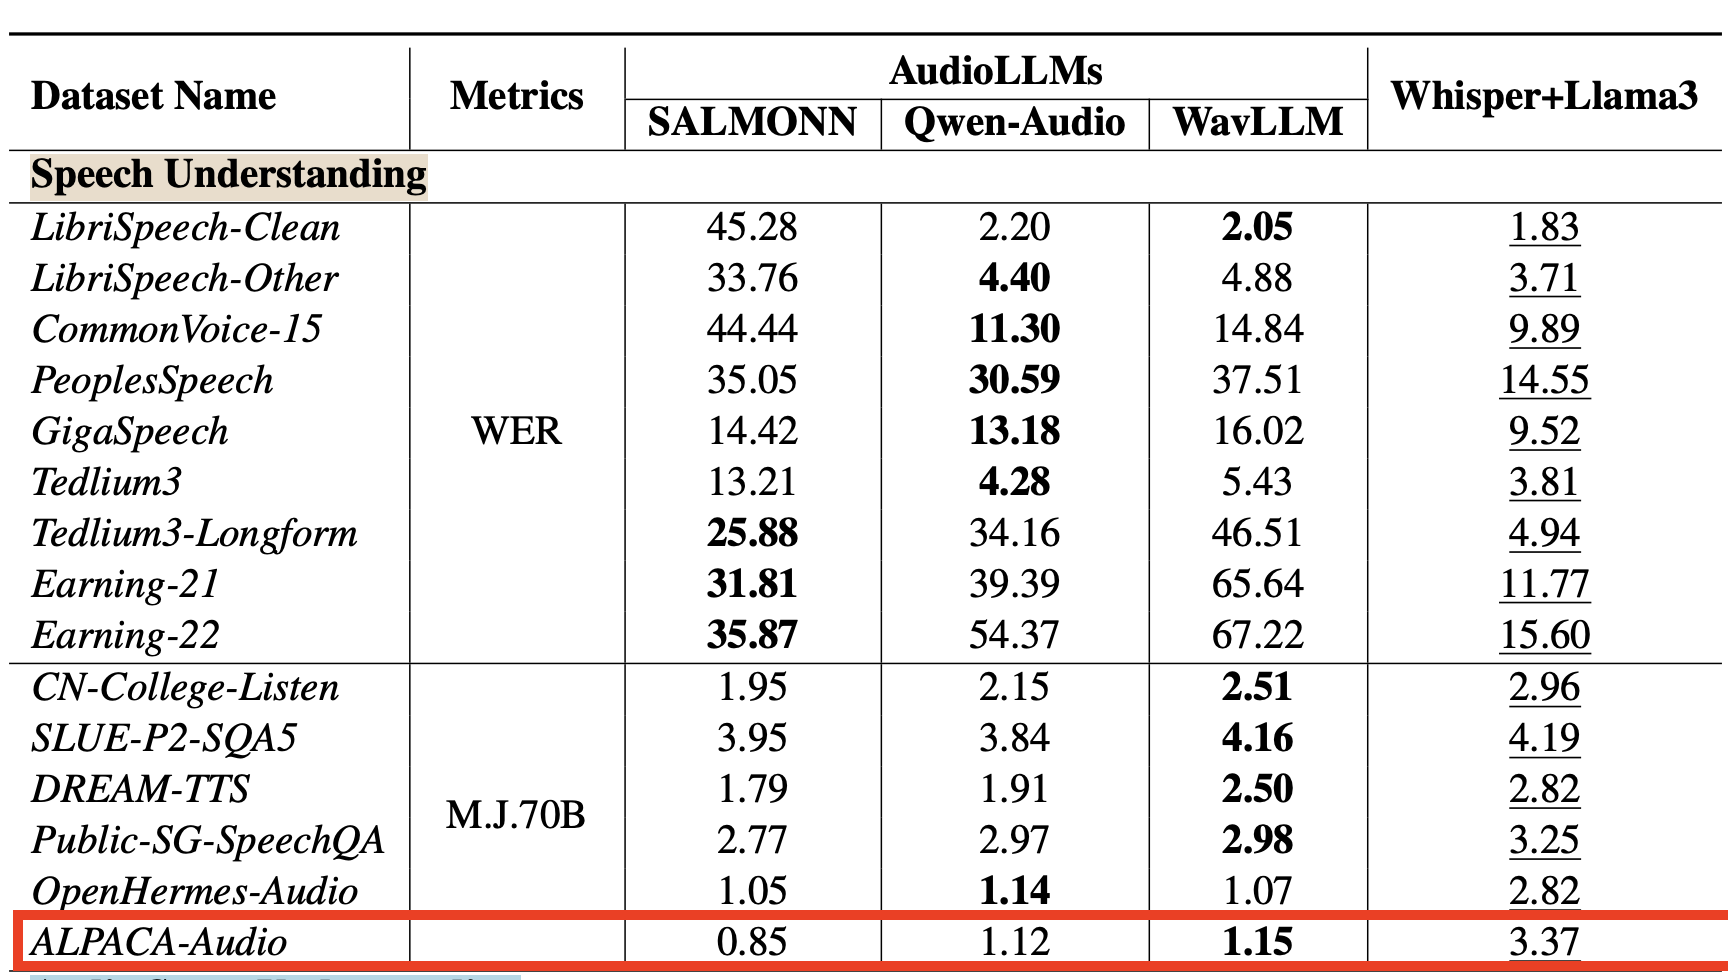 Dataset Name Metrics AudioLLMs Whisper+Llama3
SALMONN Qwen-Audio WavLLM
Speech Understanding
LibriSpeech-Clean 45.28 2.20 2.05 1.83
LibriSpeech-Other 33.76 4.40 4.88 3.71
CommonVoice-15 44.44 11.30 14.84 9.89
PeoplesSpeech 35.05 30.59 37.51 14.55
GigaSpeech WER 14.42 13.18 16.02 9.52
Tedlium3 13.21 4.28 5.43 3.81
Tedlium3-Longform 25.88 34.16 46.51 4.94
Earning-21 31.81 39.39 65.64 11.77
Earning-22 35.87 54.37 67.22 15.60
CN-College-Listen 1.95 2.15 2.51 2.96
SLUE-P2-SQA5 3.95 3.84 4.16 4.19
DREAM-TTS 1.79 1.91 2.50 2.82
M.J.70B
Public-SG-SpeechQA 2.77 2.97 2.98 3.25
OpenHermes-Audio 1.05 1.14 1.07 2.82
ALPACA-Audio 0.85 1.12 1.15 3.37